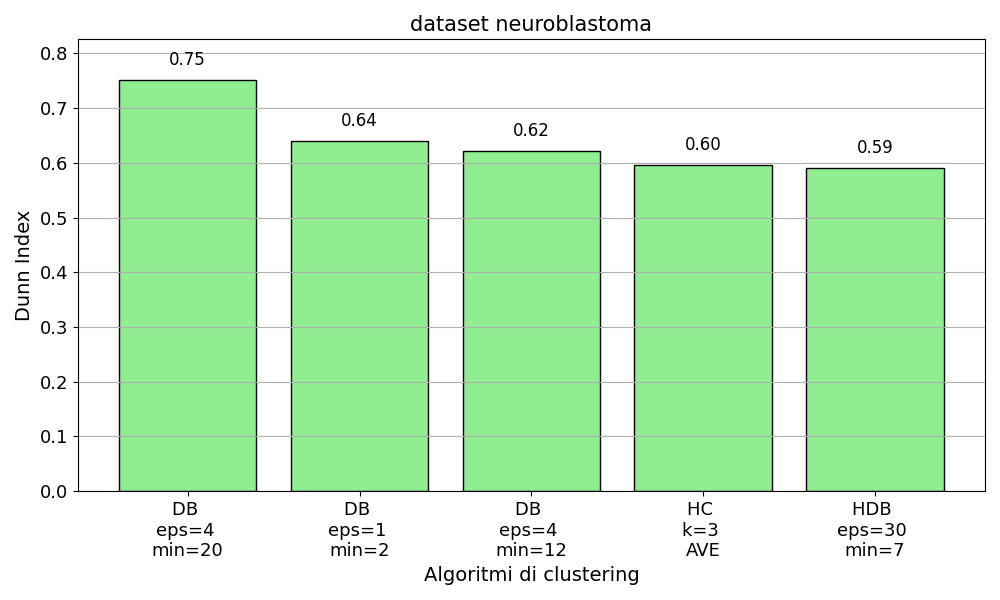 dataset neuroblastoma
Dunn Index
0.8
0.7
0.6
0.5
0.4
0.3
0.2
0.1
0.0
0.75
0.64
0.62
0.60
0.59
DB
eps=4
min=20
DB
eps=1
min=2
DB
eps=4
min=12
HC
k=3
AVE
HDB
eps=30
min=7
Algoritmi di clustering